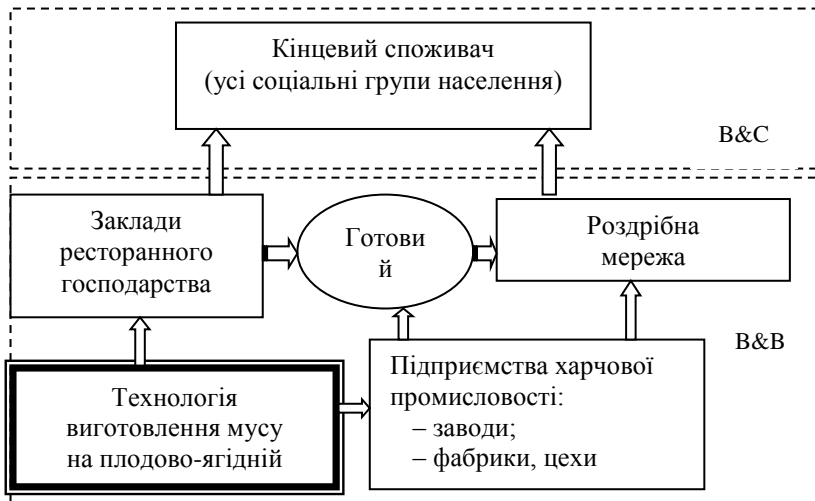 Кінцевий споживач
(усі соціальні групи населення)
B&C
Заклади
ресторанного
господарства
Готови
й
Роздрібна
мережа
B&B
Технологія
виготовлення мусу
на плодово-ягідній
Підприємства харчової
промисловості:
– заводи;
– фабрики, цехи